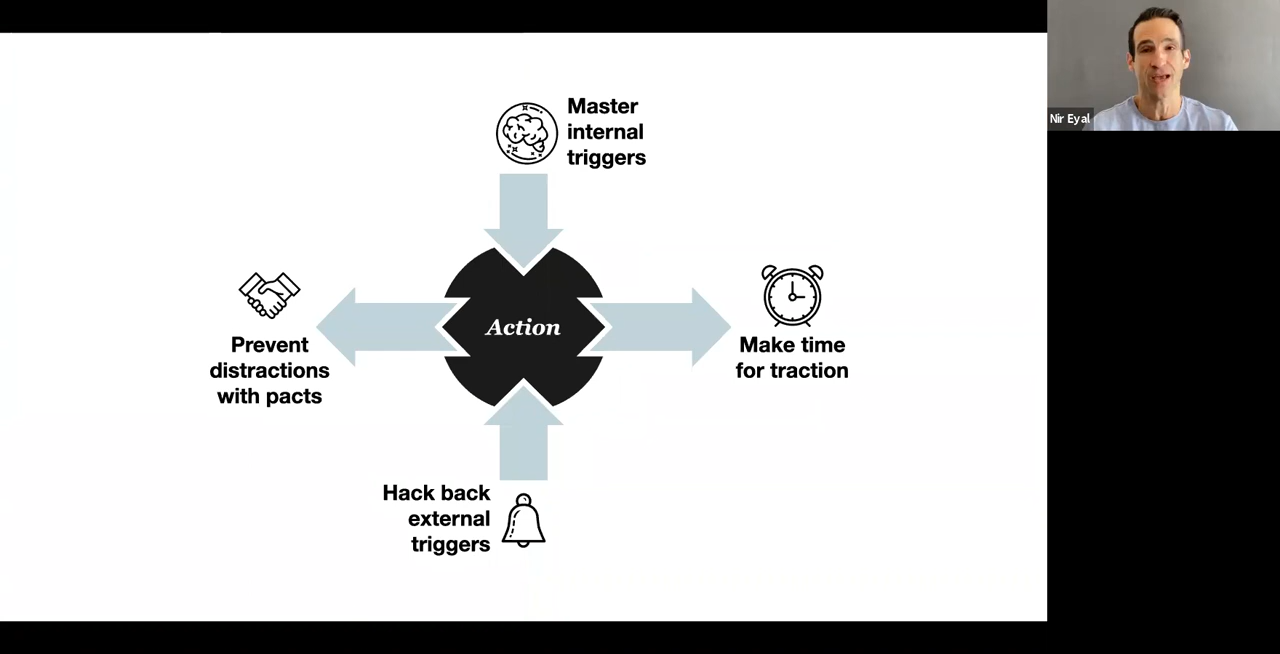 Master
internal
triggers
Nir Eyal
Action
Prevent
distractions
with pacts
Make time
for traction
Hack back
external
triggers